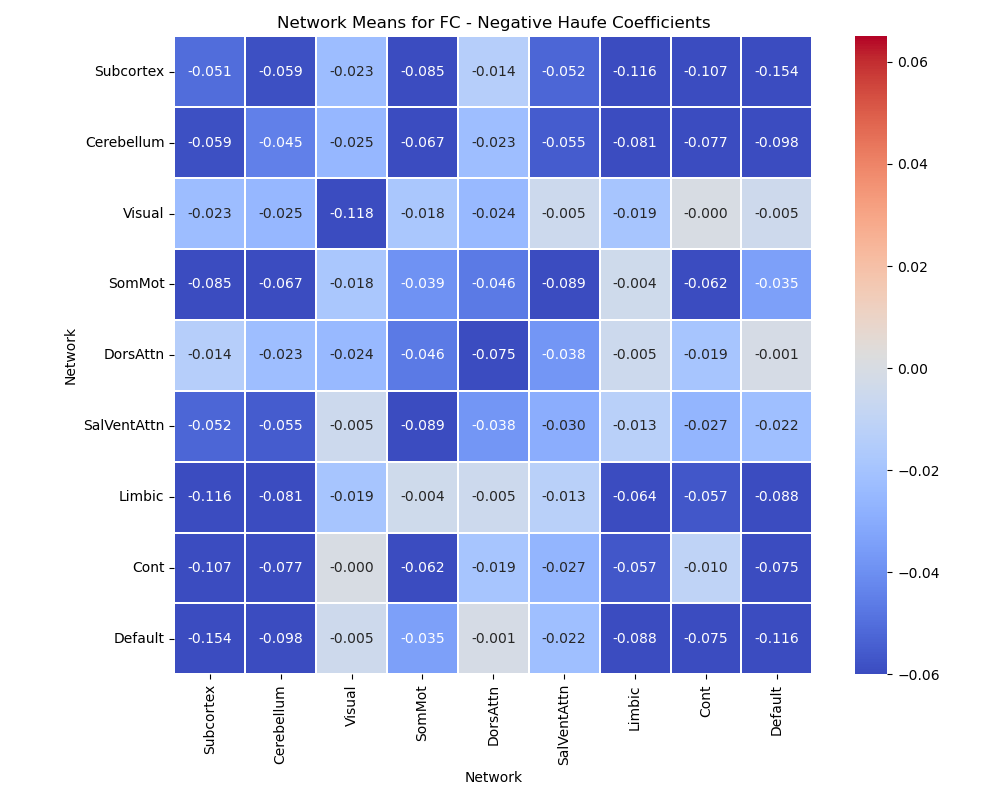 Network Means for FC - Negative Haufe Coefficients
Subcortex -0.051 -0.059 -0.023 -0.085 -0.014 -0.052 -0.116 -0.107 -0.154
Cerebellum -0.059 -0.045 -0.025 -0.067 -0.023 -0.055 -0.081 -0.077 -0.098
Visual -0.023 -0.025 -0.118 -0.018 -0.024 -0.005 -0.019 -0.000 -0.005
SomMot -0.085 -0.067 -0.018 -0.039 -0.046 -0.089 -0.004 -0.062 -0.035
DorsAttn -0.014 -0.023 -0.024 -0.046 -0.075 -0.038 -0.005 -0.019 -0.001
SalVentAttn -0.052 -0.055 -0.005 -0.089 -0.038 -0.030 -0.013 -0.027 -0.022
Limbic -0.116 -0.081 -0.019 -0.004 -0.005 -0.013 -0.064 -0.057 -0.088
Cont -0.107 -0.077 -0.000 -0.062 -0.019 -0.027 -0.057 -0.010 -0.075
Default -0.154 -0.098 -0.005 -0.035 -0.001 -0.022 -0.088 -0.075 -0.116
Network
Subcortex Cerebellum Visual SomMot DorsAttn SalVentAttn Limbic Cont Default
Network
0.06
0.04
0.02
0.00
−0.02
−0.04
−0.06